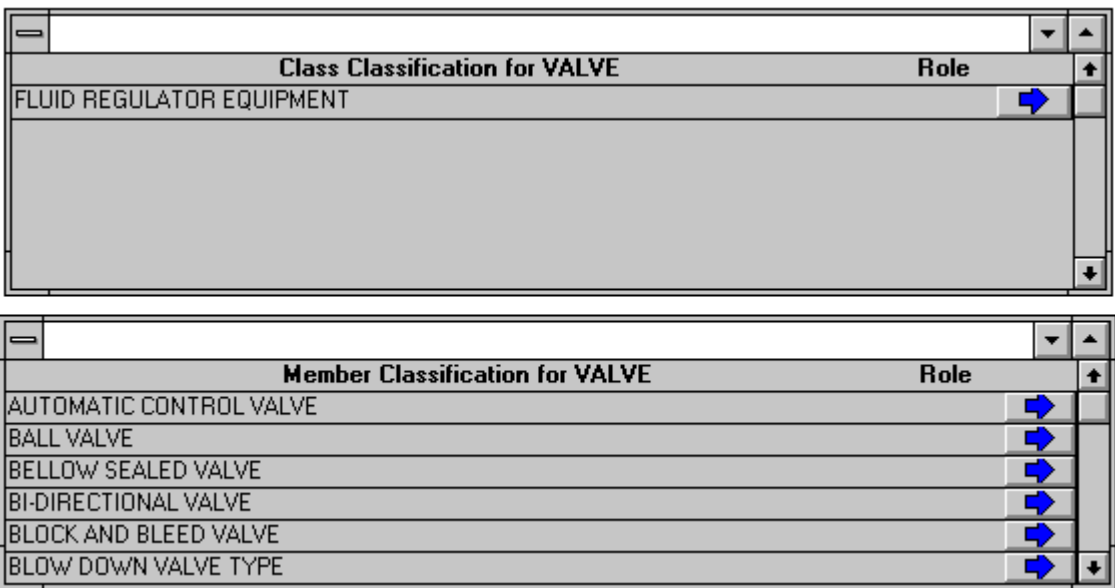 Class Classification for VALVE Role
FLUID REGULATOR EQUIPMENT
Member Classification for VALVE Role
AUTOMATIC CONTROL VALVE
BALL VALVE
BELLOW SEALED VALVE
BI-DIRECTIONAL VALVE
BLOCK AND BLEED VALVE
BLOW DOWN VALVE TYPE